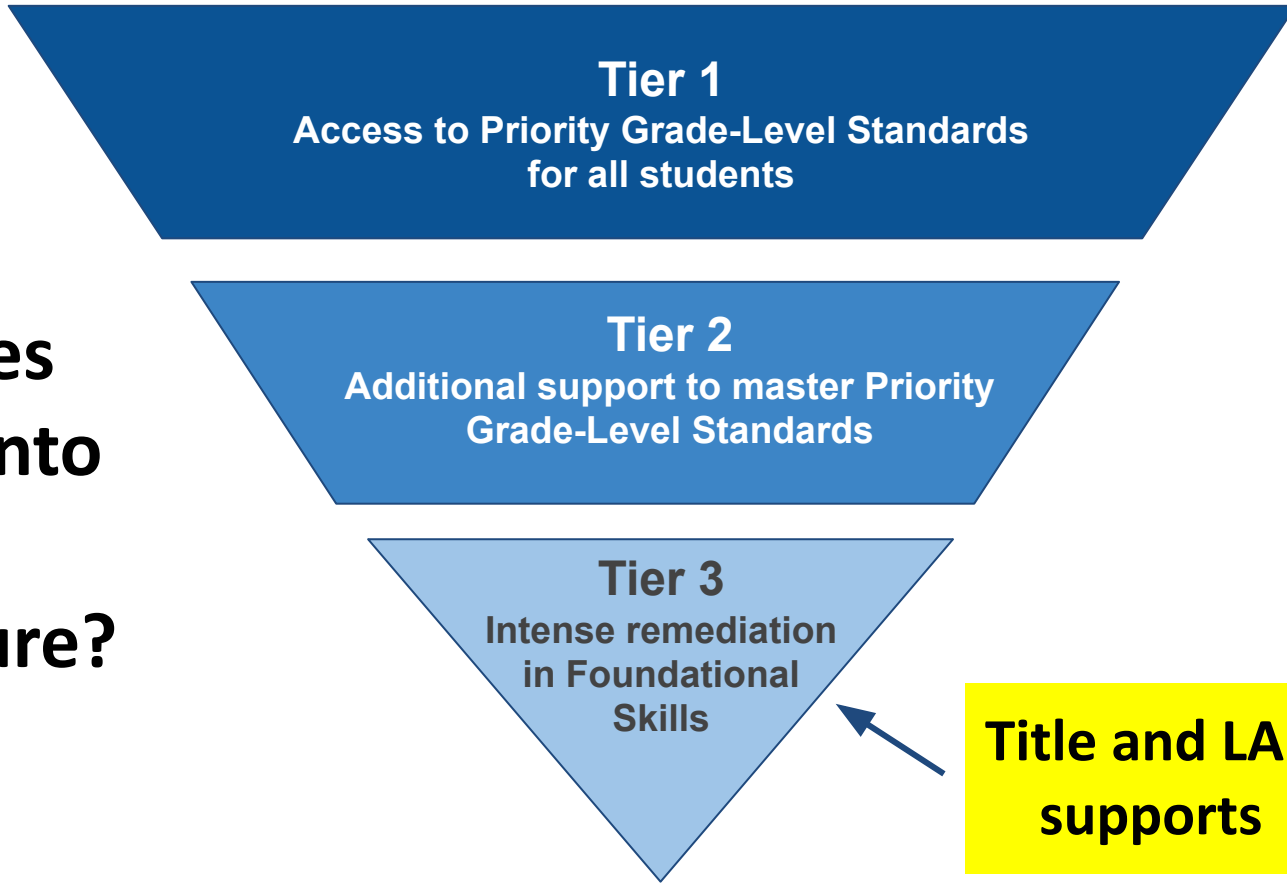 Tier 1
Access to Priority Grade-Level Standards
for all students
Tier 2
Additional support to master Priority
Grade-Level Standards
Tier 3
Intense remediation
in Foundational
Skills
Title and LA
supports
es
nto
ure?